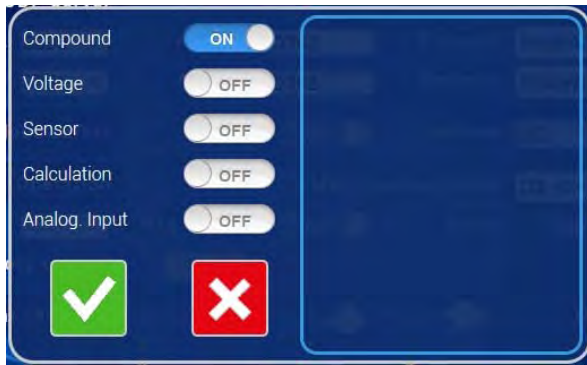 Compound ON
Voltage OFF
Sensor OFF
Calculation OFF
Analog. Input OFF